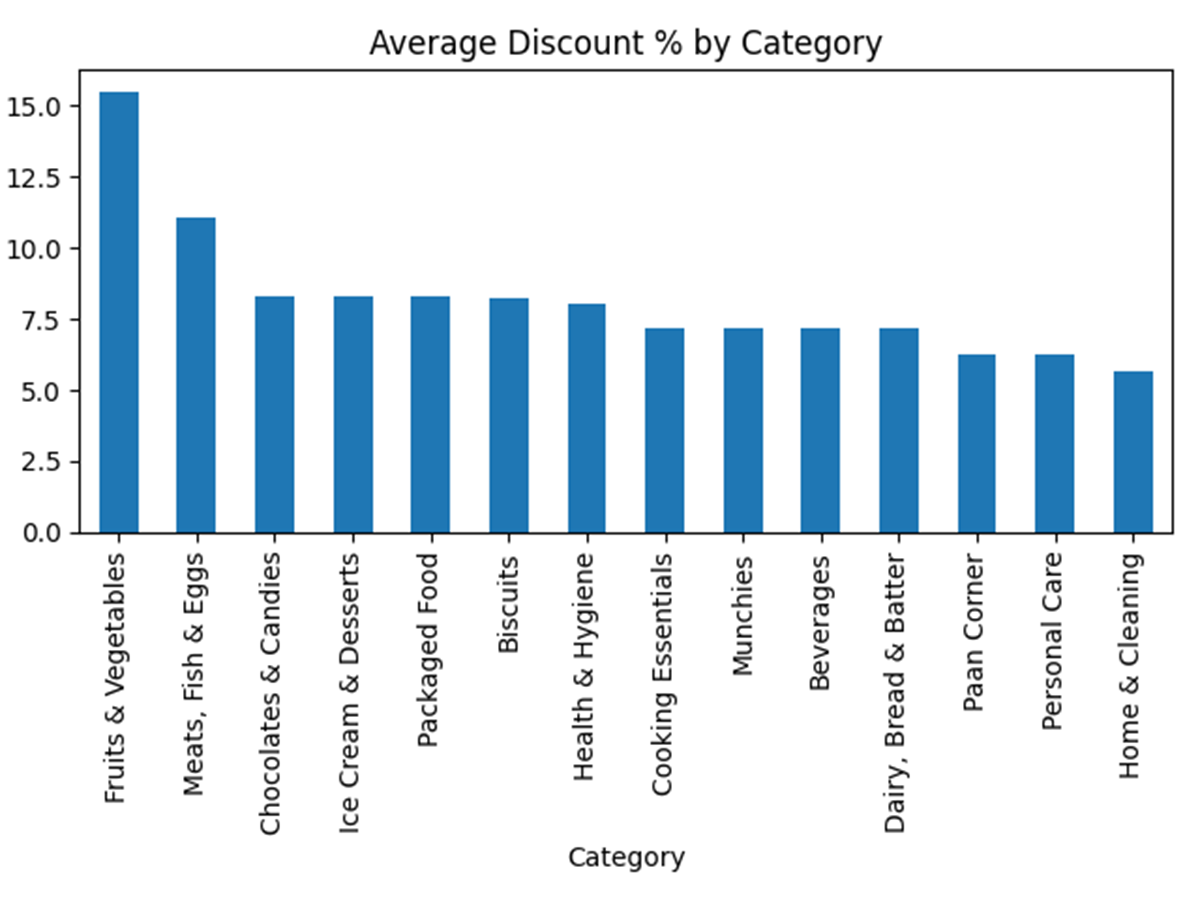 Average Discount % by Category
15.0
12.5
10.0
7.5
5.0
2.5
0.0
Fruits & Vegetables
Meats, Fish & Eggs
Chocolates & Candies
Ice Cream & Desserts
Packaged Food
Biscuits
Health & Hygiene
Cooking Essentials
Munchies
Beverages
Dairy, Bread & Batter
Paan Corner
Personal Care
Home & Cleaning
Category